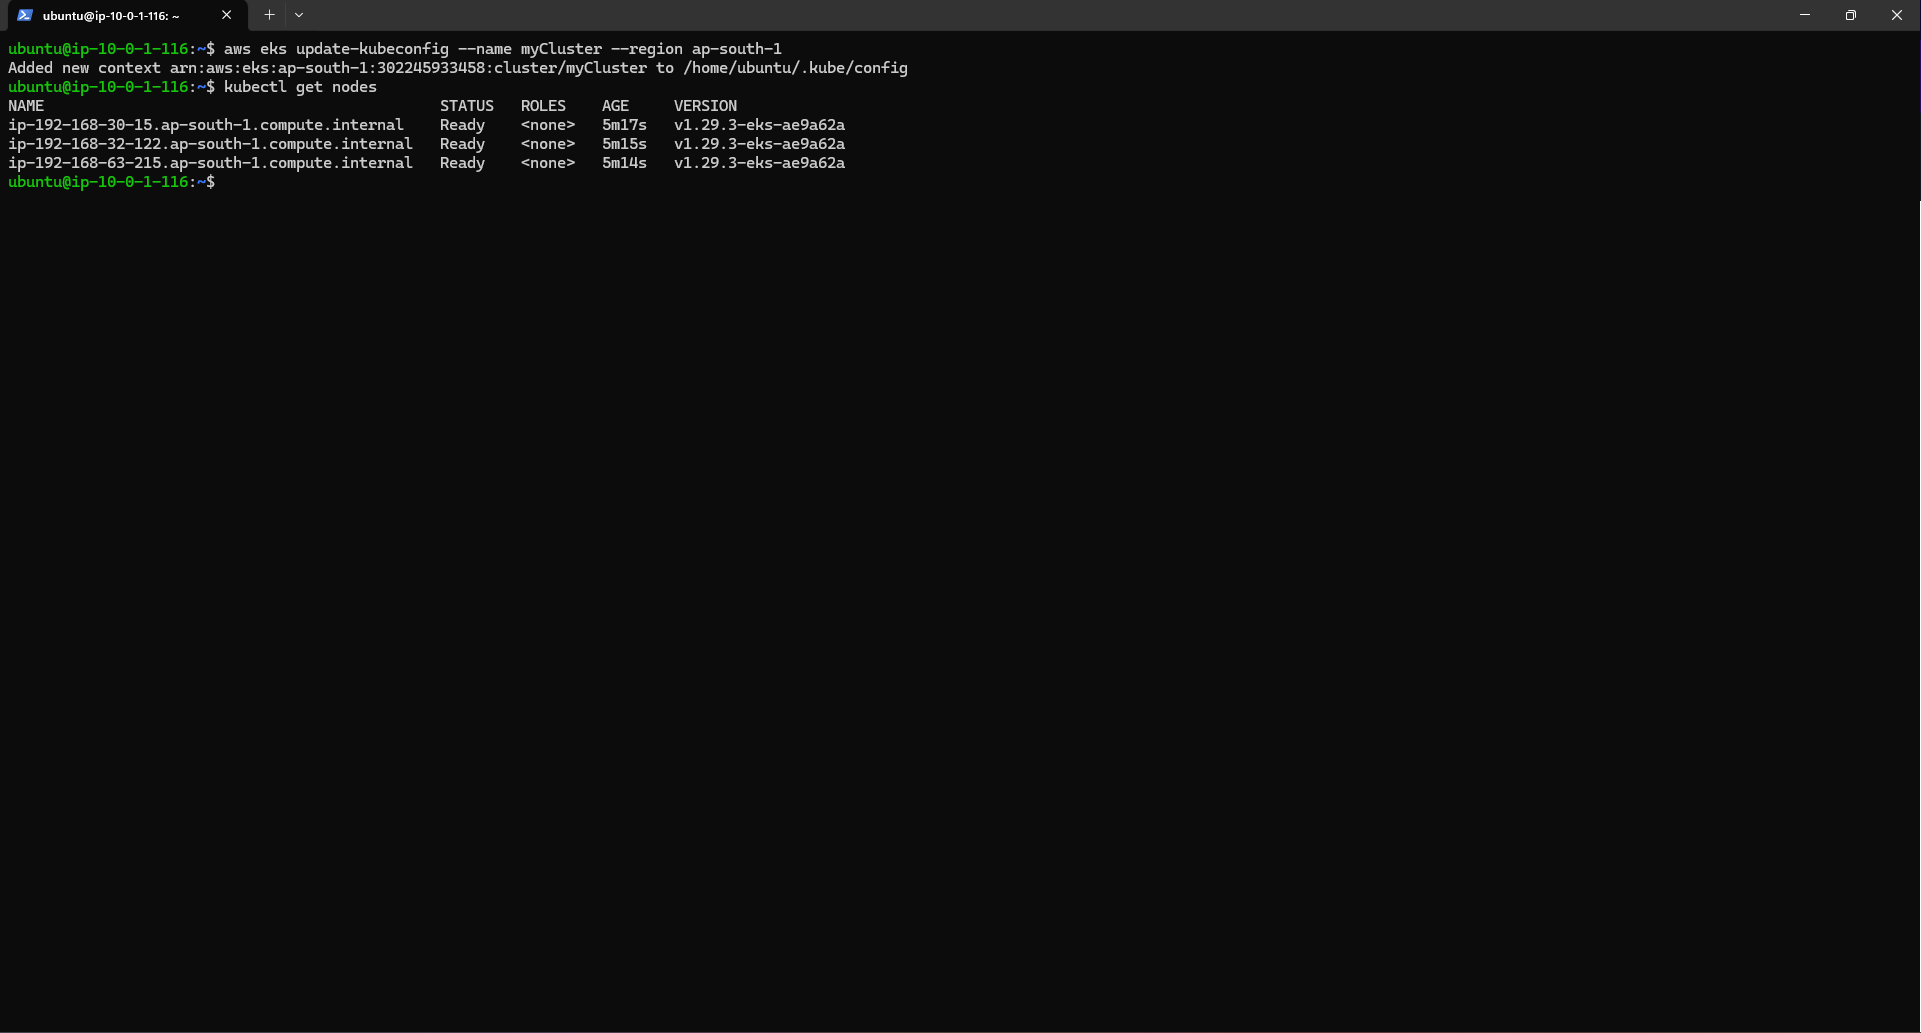 ubuntu@ip-10-0-1-116: ~
ubuntu@ip-10-0-1-116:~$ aws eks update-kubeconfig --name myCluster --region ap-south-1
Added new context arn:aws:eks:ap-south-1:302245933458:cluster/myCluster to /home/ubuntu/.kube/config
ubuntu@ip-10-0-1-116:~$ kubectl get nodes
NAME                                            STATUS   ROLES    AGE     VERSION
ip-192-168-30-15.ap-south-1.compute.internal    Ready    <none>   5m17s   v1.29.3-eks-ae9a62a
ip-192-168-32-122.ap-south-1.compute.internal   Ready    <none>   5m15s   v1.29.3-eks-ae9a62a
ip-192-168-63-215.ap-south-1.compute.internal   Ready    <none>   5m14s   v1.29.3-eks-ae9a62a
ubuntu@ip-10-0-1-116:~$